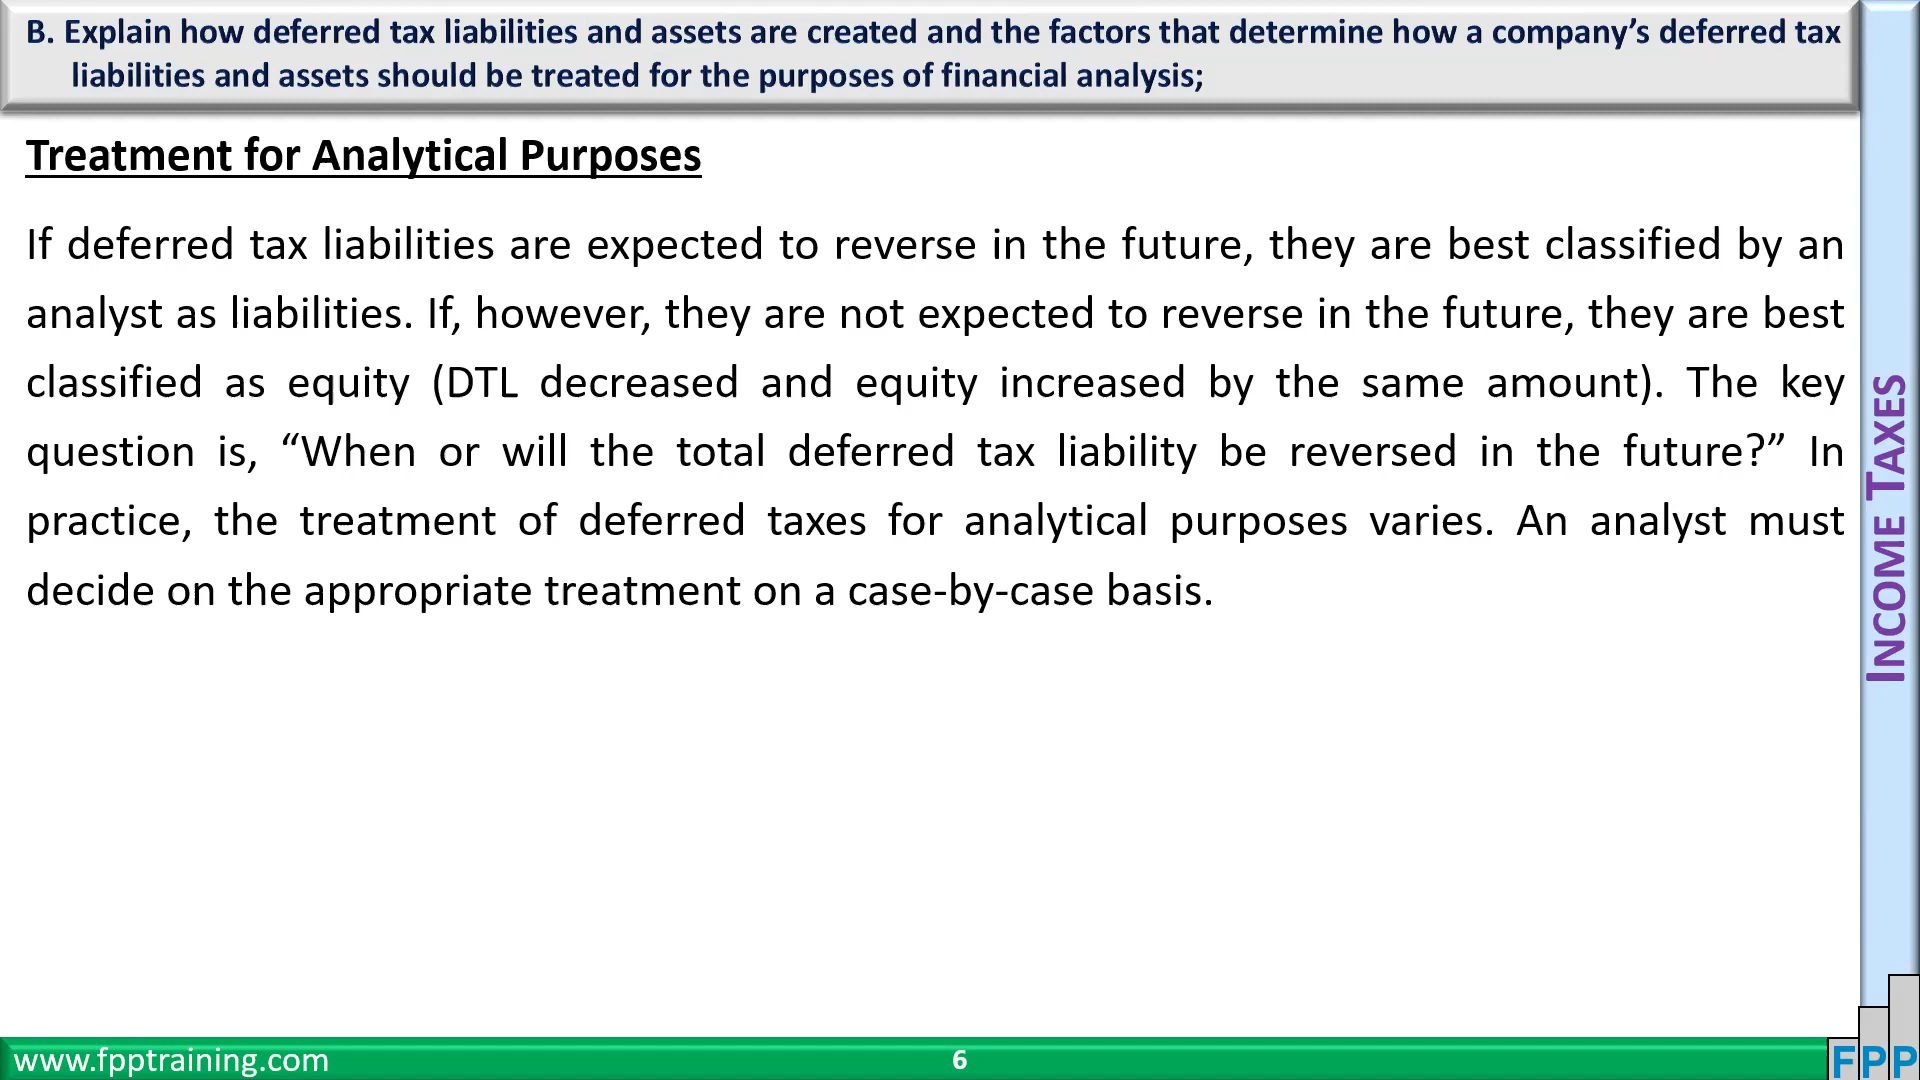 B. Explain how deferred tax liabilities and assets are created and the factors that determine how a company’s deferred tax
liabilities and assets should be treated for the purposes of financial analysis;
Treatment for Analytical Purposes
If deferred tax liabilities are expected to reverse in the future, they are best classified by an
analyst as liabilities. If, however, they are not expected to reverse in the future, they are best
classified as equity (DTL decreased and equity increased by the same amount). The key
question is, “When or will the total deferred tax liability be reversed in the future?” In
practice, the treatment of deferred taxes for analytical purposes varies. An analyst must
decide on the appropriate treatment on a case-by-case basis.
INCOME TAXES
www.fpptraining.com
6
FPP